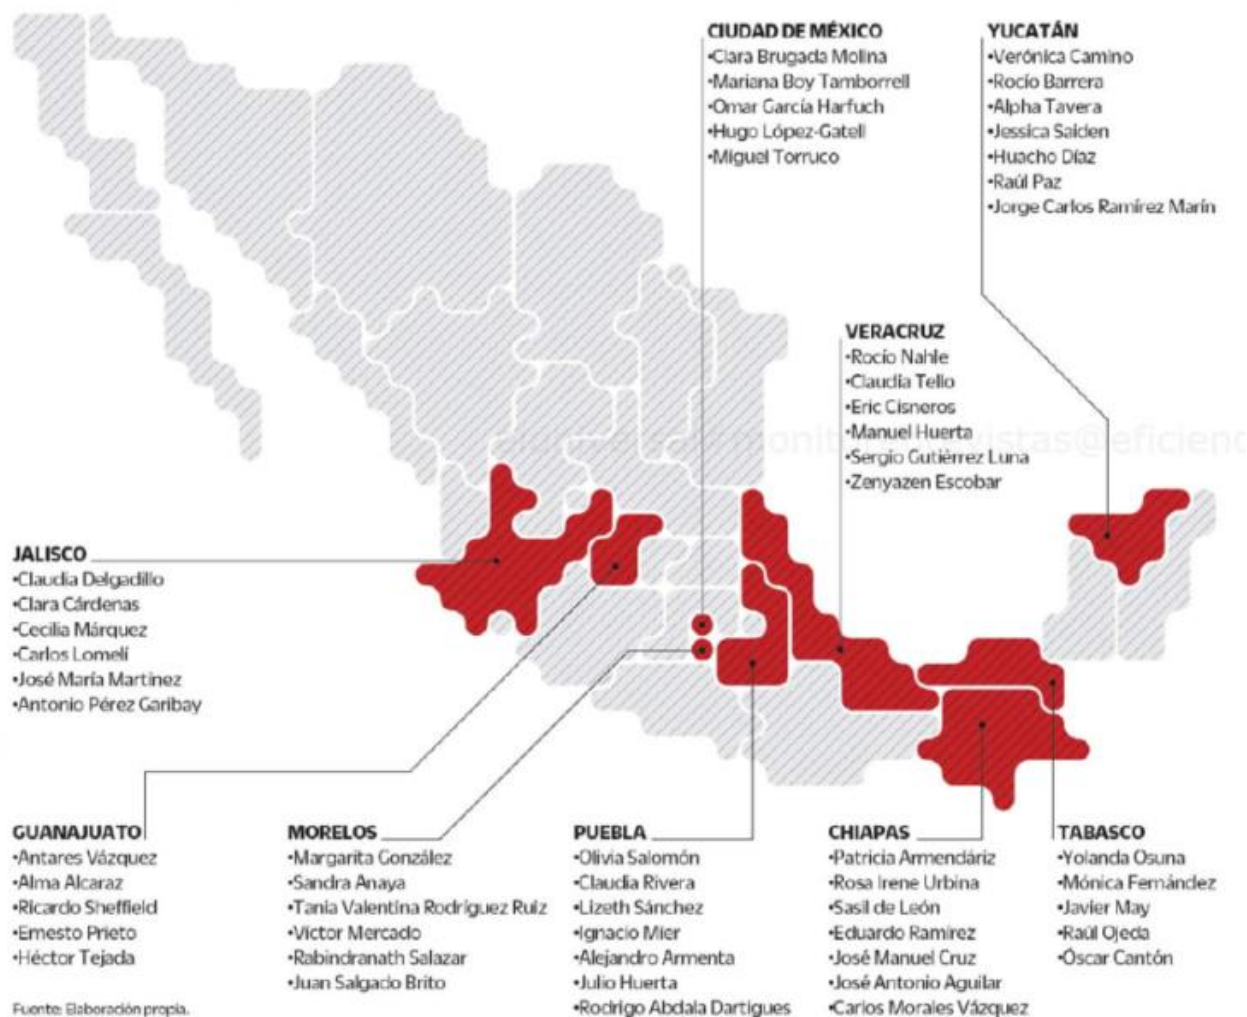 CIUDAD DE MÉXICO
•Clara Brugada Molina
•Mariana Boy Tamborrell
•Omar García Harfuch
•Hugo López-Gatell
•Miguel Torruco
YUCATÁN
•Verónica Camino
•Rocío Barrera
•Alpha Tavera
•Jessica Saiden
•Huacho Díaz
•Raúl Paz
•Jorge Carlos Ramírez Marín
VERACRUZ
•Rocío Nahle
•Claudia Tello
•Eric Cisneros
•Manuel Huerta
•Sergio Gutiérrez Luna
•Zenyazen Escobar
JALISCO
•Claudia Delgadillo
•Clara Cárdenas
•Cecilia Márquez
•Carlos Lomelí
•José María Martínez
•Antonio Pérez Garibay
GUANAJUATO
•Antares Vázquez
•Alma Alcaraz
•Ricardo Sheffield
•Ernesto Prieto
•Héctor Tejada
MORELOS
•Margarita González
•Sandra Anaya
•Tania Valentina Rodríguez Ruiz
•Víctor Mercado
•Rabindranath Salazar
•Juan Salgado Brito
PUEBLA
•Olivia Salomón
•Claudia Rivera
•Lizeth Sánchez
•Ignacio Mier
•Alejandro Armenta
•Julio Huerta
•Rodrigo Abdala Dartigues
CHIAPAS
•Patricia Armendáriz
•Rosa Irene Urbina
•Sasil de León
•Eduardo Ramírez
•José Manuel Cruz
•José Antonio Aguilar
•Carlos Morales Vázquez
TABASCO
•Yolanda Osuna
•Mónica Fernández
•Javier May
•Raúl Ojeda
•Óscar Cantón
Fuente: Elaboración propia.